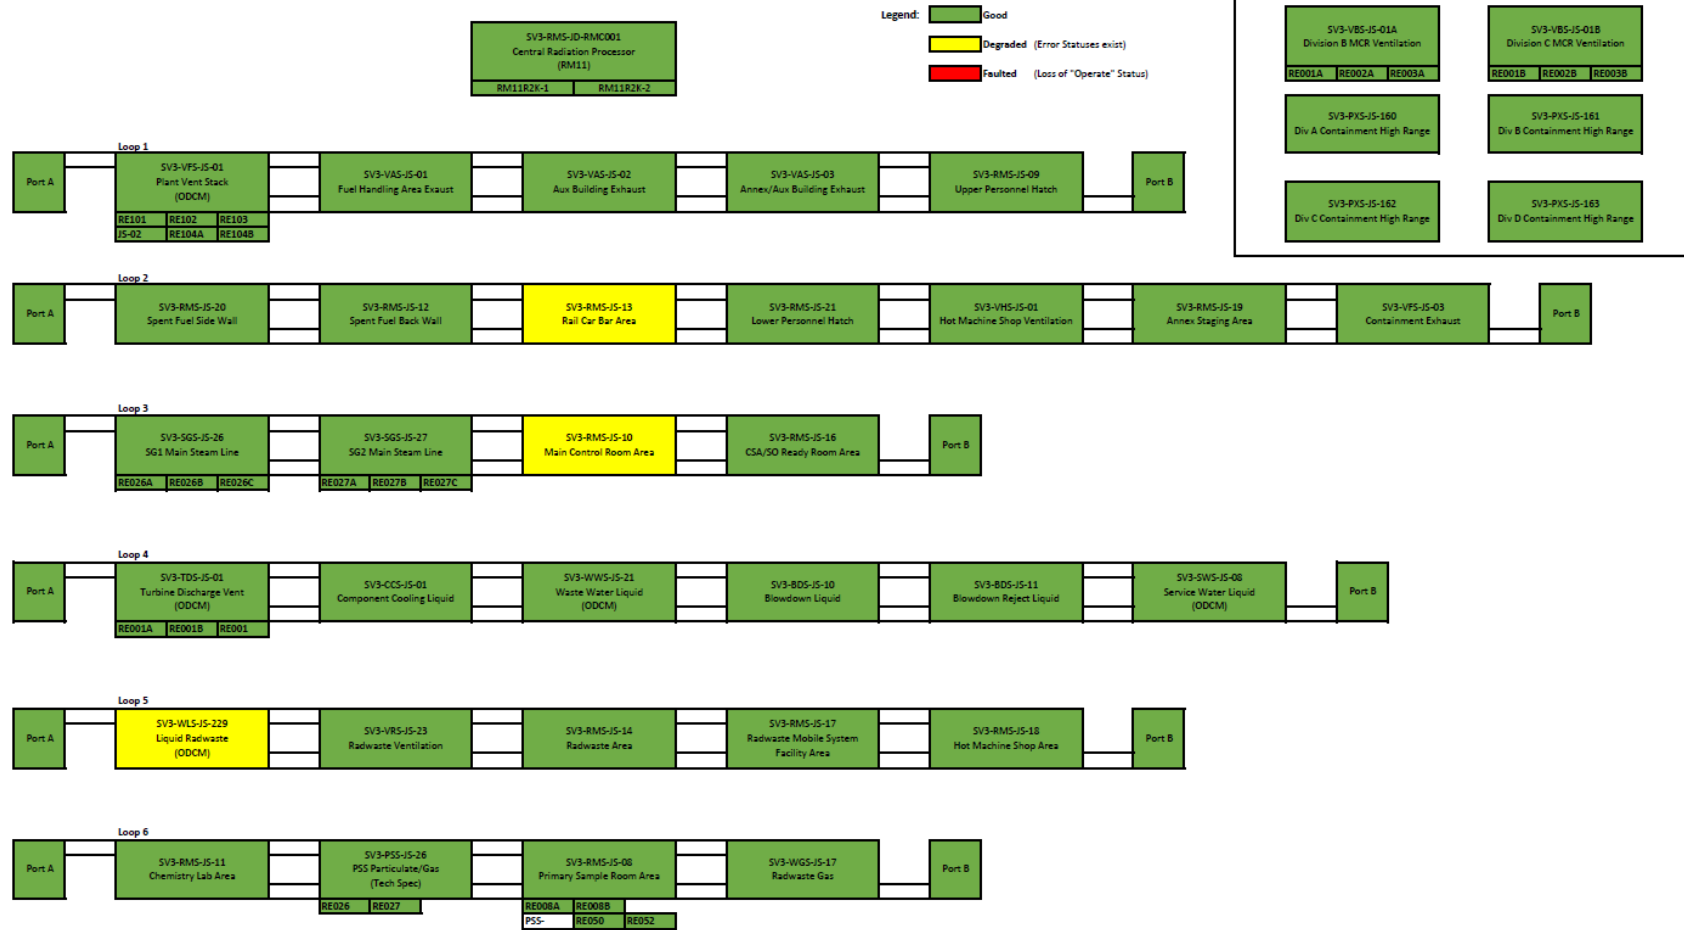 Legend: Good
Degraded (Error Statuses exist)
Faulted (Loss of "Operate" Status)
SV3-RMS-JD-RMC001
Central Radiation Processor
(RM11)
RM11R2K-1 RM11R2K-2
SV3-VBS-JS-01A
Division B MCR Ventilation
RE001A RE002A RE003A
SV3-VBS-JS-01B
Division C MCR Ventilation
RE001B RE002B RE003B
SV3-PXS-JS-160
Div A Containment High Range
SV3-PXS-JS-161
Div B Containment High Range
SV3-PXS-JS-162
Div C Containment High Range
SV3-PXS-JS-163
Div D Containment High Range
Loop 1
Port A
SV3-VFS-JS-01
Plant Vent Stack
(ODCM)
RE101 RE102 RE103
JS-02 RE104A RE104B
SV3-VAS-JS-01
Fuel Handling Area Exaust
SV3-VAS-JS-02
Aux Building Exhaust
SV3-VAS-JS-03
Annex/Aux Building Exhaust
SV3-RMS-JS-09
Upper Personnel Hatch
Port B
Loop 2
Port A
SV3-RMS-JS-20
Spent Fuel Side Wall
SV3-RMS-JS-12
Spent Fuel Back Wall
SV3-RMS-JS-13
Rail Car Bar Area
SV3-RMS-JS-21
Lower Personnel Hatch
SV3-VHS-JS-01
Hot Machine Shop Ventilation
SV3-RMS-JS-19
Annex Staging Area
SV3-VFS-JS-03
Containment Exhaust
Port B
Loop 3
Port A
SV3-SGS-JS-26
SG1 Main Steam Line
RE026A RE026B RE026C
SV3-SGS-JS-27
SG2 Main Steam Line
RE027A RE027B RE027C
SV3-RMS-JS-10
Main Control Room Area
SV3-RMS-JS-16
CSA/SO Ready Room Area
Port B
Loop 4
Port A
SV3-TDS-JS-01
Turbine Discharge Vent
(ODCM)
RE001A RE001B RE001
SV3-CCS-JS-01
Component Cooling Liquid
SV3-WWS-JS-21
Waste Water Liquid
(ODCM)
SV3-BDS-JS-10
Blowdown Liquid
SV3-BDS-JS-11
Blowdown Reject Liquid
SV3-SWS-JS-08
Service Water Liquid
(ODCM)
Port B
Loop 5
Port A
SV3-WLS-JS-229
Liquid Radwaste
(ODCM)
SV3-VRS-JS-23
Radwaste Ventilation
SV3-RMS-JS-14
Radwaste Area
SV3-RMS-JS-17
Radwaste Mobile System
Facility Area
SV3-RMS-JS-18
Hot Machine Shop Area
Port B
Loop 6
Port A
SV3-RMS-JS-11
Chemistry Lab Area
SV3-PSS-JS-26
PSS Particulate/Gas
(Tech Spec)
RE026 RE027
SV3-RMS-JS-08
Primary Sample Room Area
RE008A RE008B
PSS- RE050 RE052
SV3-WGS-JS-17
Radwaste Gas
Port B